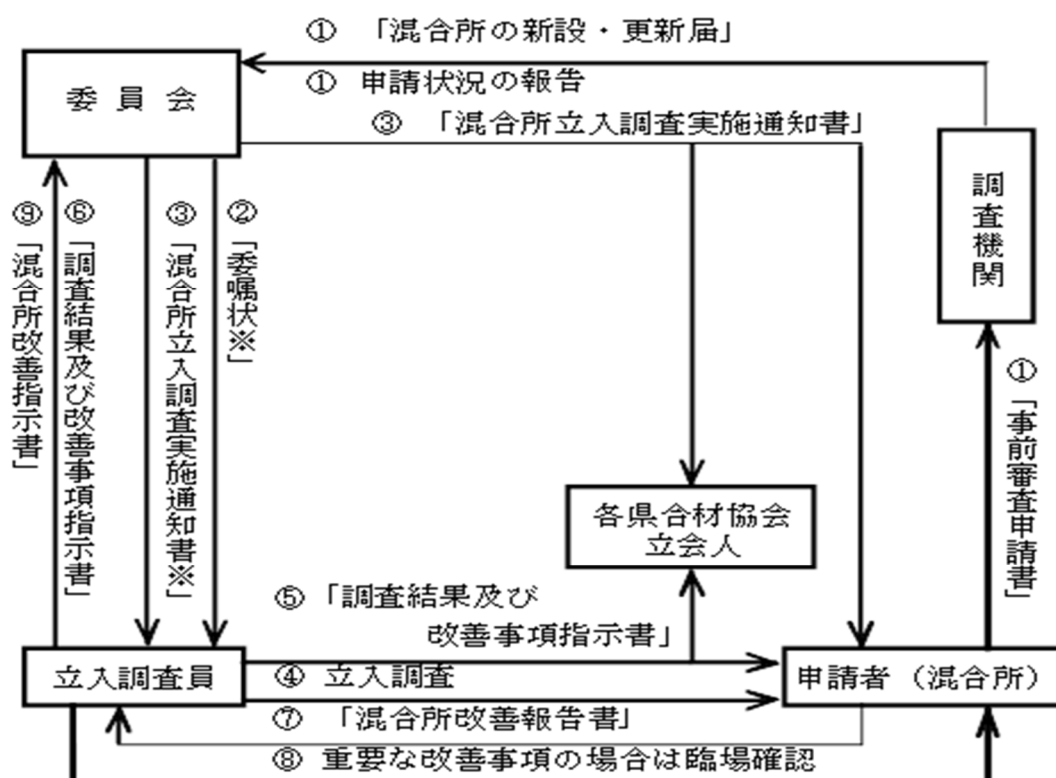 ① 「混合所の新設・更新届」
委員会
① 申請状況の報告
③ 「混合所立入調査実施通知書」
調査機関
⑨「混合所改善指示書」
⑥「調査結果及び改善事項指示書」
③「混合所立入調査実施通知書※」
②「委嘱状※」
①「事前審査申請書」
各県合材協会
立会人
⑤ 「調査結果及び
改善事項指示書」
立入調査員
④ 立入調査
申請者（混合所）
⑦ 「混合所改善報告書」
⑧ 重要な改善事項の場合は臨場確認